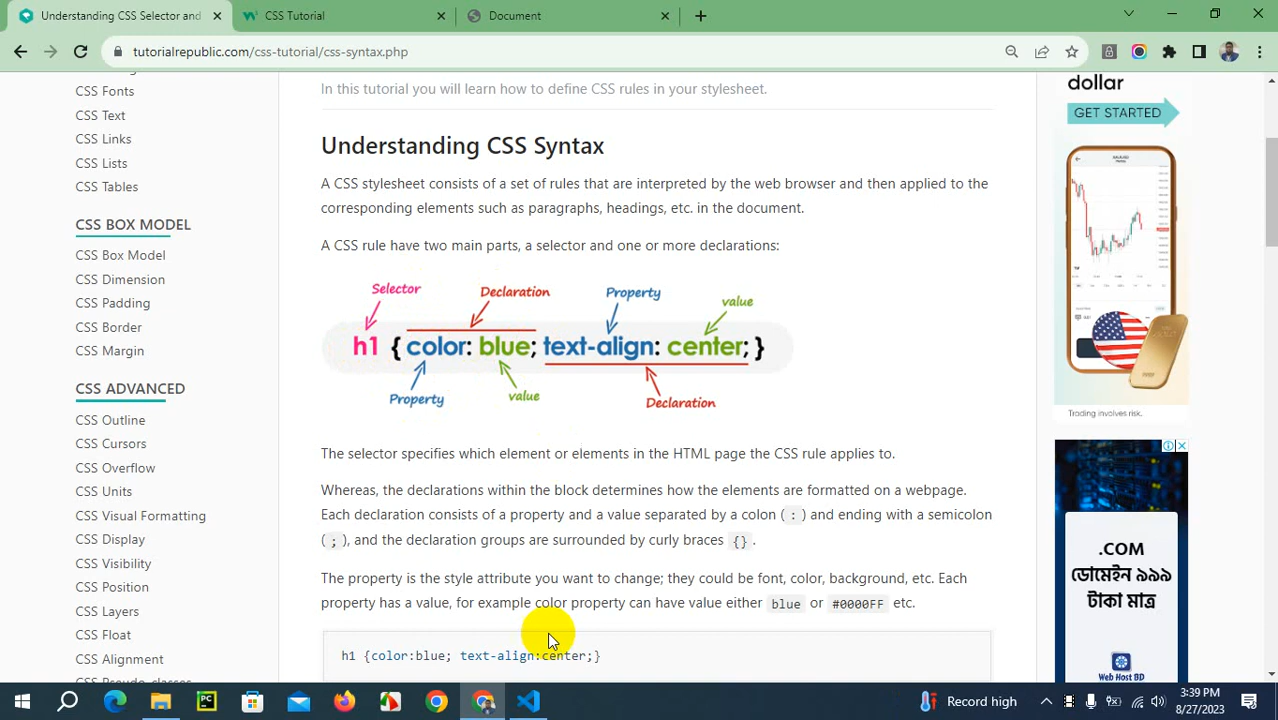 Understanding CSS Selector and
CSS Tutorial
Document
tutorialrepublic.com/css-tutorial/css-syntax.php
CSS Fonts
CSS Text
CSS Links
CSS Lists
CSS Tables
CSS BOX MODEL
CSS Box Model
CSS Dimension
CSS Padding
CSS Border
CSS Margin
CSS ADVANCED
CSS Outline
CSS Cursors
CSS Overflow
CSS Units
CSS Visual Formatting
CSS Display
CSS Visibility
CSS Position
CSS Layers
CSS Float
CSS Alignment
CSS Pseudo-classes
In this tutorial you will learn how to define CSS rules in your stylesheet.
Understanding CSS Syntax
A CSS stylesheet consists of a set of rules that are interpreted by the web browser and then applied to the
corresponding elements such as paragraphs, headings, etc. in the document.
A CSS rule have two main parts, a selector and one or more declarations:
Selector Declaration Property value
h1 { color: blue; text-align: center; }
Property value Declaration
The selector specifies which element or elements in the HTML page the CSS rule applies to.
Whereas, the declarations within the block determines how the elements are formatted on a webpage.
Each declaration consists of a property and a value separated by a colon ( : ) and ending with a semicolon
( ; ), and the declaration groups are surrounded by curly braces {} .
The property is the style attribute you want to change; they could be font, color, background, etc. Each
property has a value, for example color property can have value either blue or #0000FF etc.
h1 {color:blue; text-align:center;}
dollar
GET STARTED
Trading involves risk.
.COM
ডোমেইন ৯৯৯
টাকা মাত্র
Web Host BD
Record high
3:39 PM
8/27/2023